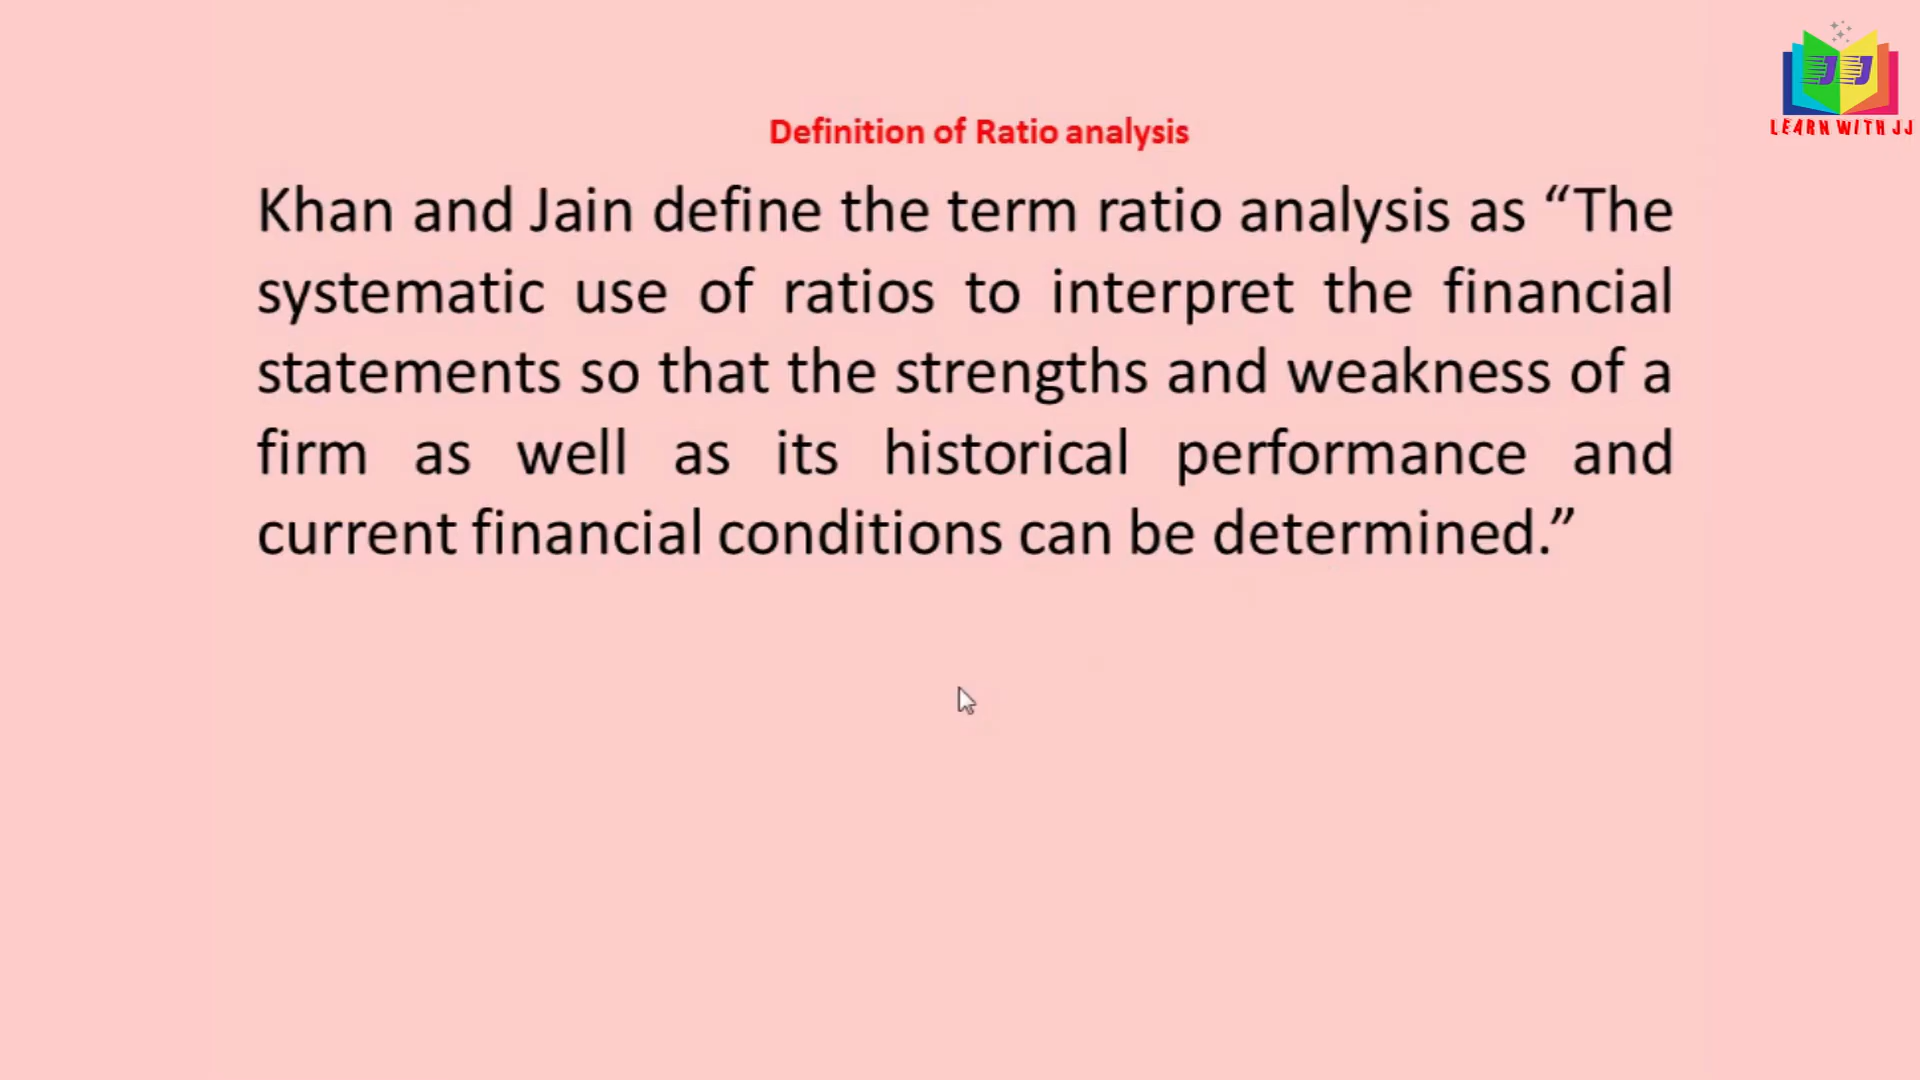 Definition of Ratio analysis
Khan and Jain define the term ratio analysis as “The
systematic use of ratios to interpret the financial
statements so that the strengths and weakness of a
firm as well as its historical performance and
current financial conditions can be determined.”
JJ
LEARN WITH JJ